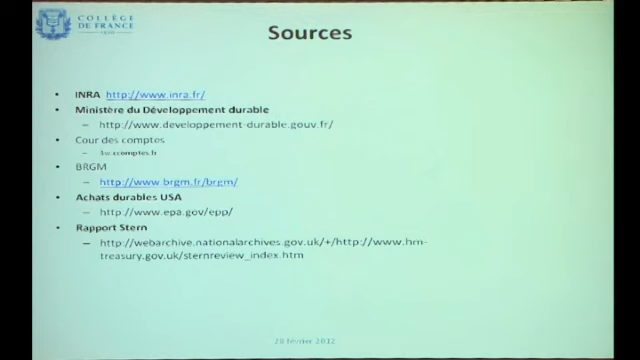 COLLÈGE
DE FRANCE
1530
Sources
• INRA http://www.inra.fr/
• Ministère du Développement durable
– http://www.developpement-durable.gouv.fr/
• Cour des comptes
.ccomptes.fr
• BRGM
– http://www.brgm.fr/brgm/
• Achats durables USA
– http://www.epa.gov/epp/
• Rapport Stern
– http://webarchive.nationalarchives.gov.uk/+/http://www.hm-
treasury.gov.uk/sternreview_index.htm
28 février 2012